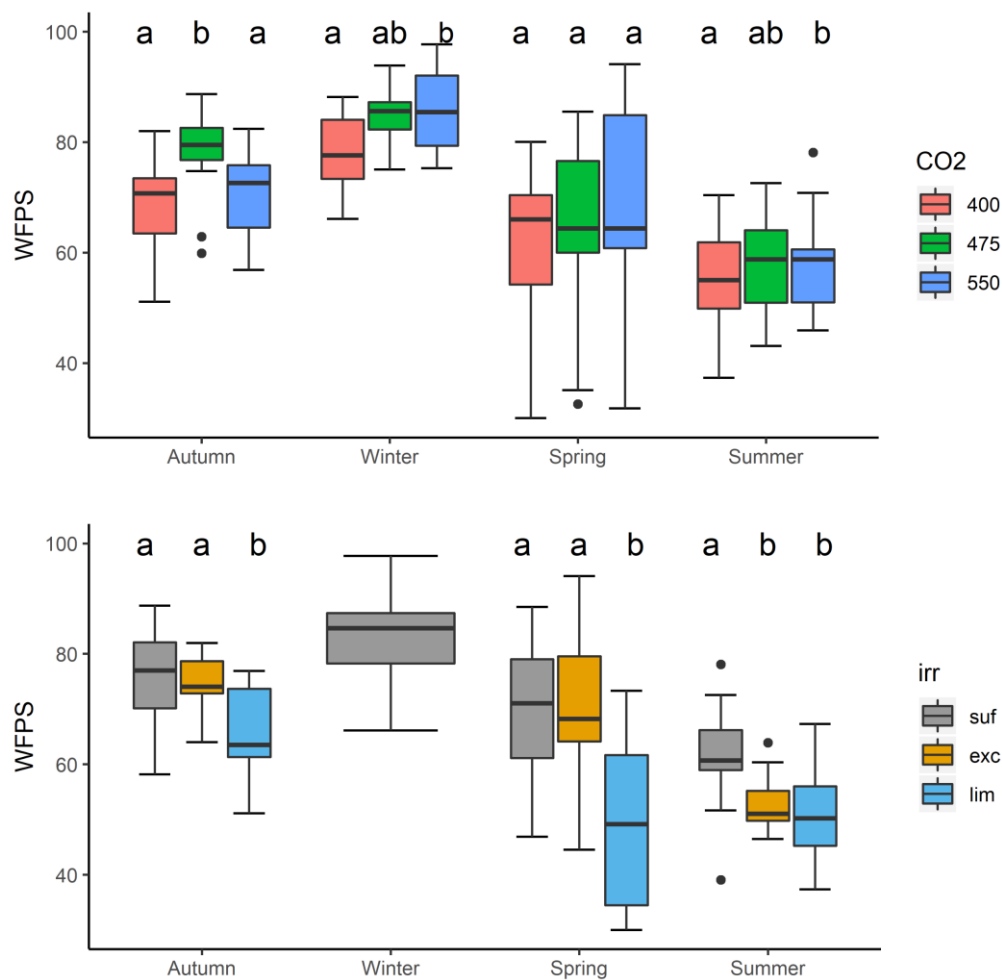 100
80
60
40
WFPS
a b a a ab b a a a a ab b
Autumn Winter Spring Summer
CO2
400
475
550
100
80
60
40
WFPS
a a b a a b a b b
Autumn Winter Spring Summer
irr
suf
exc
lim